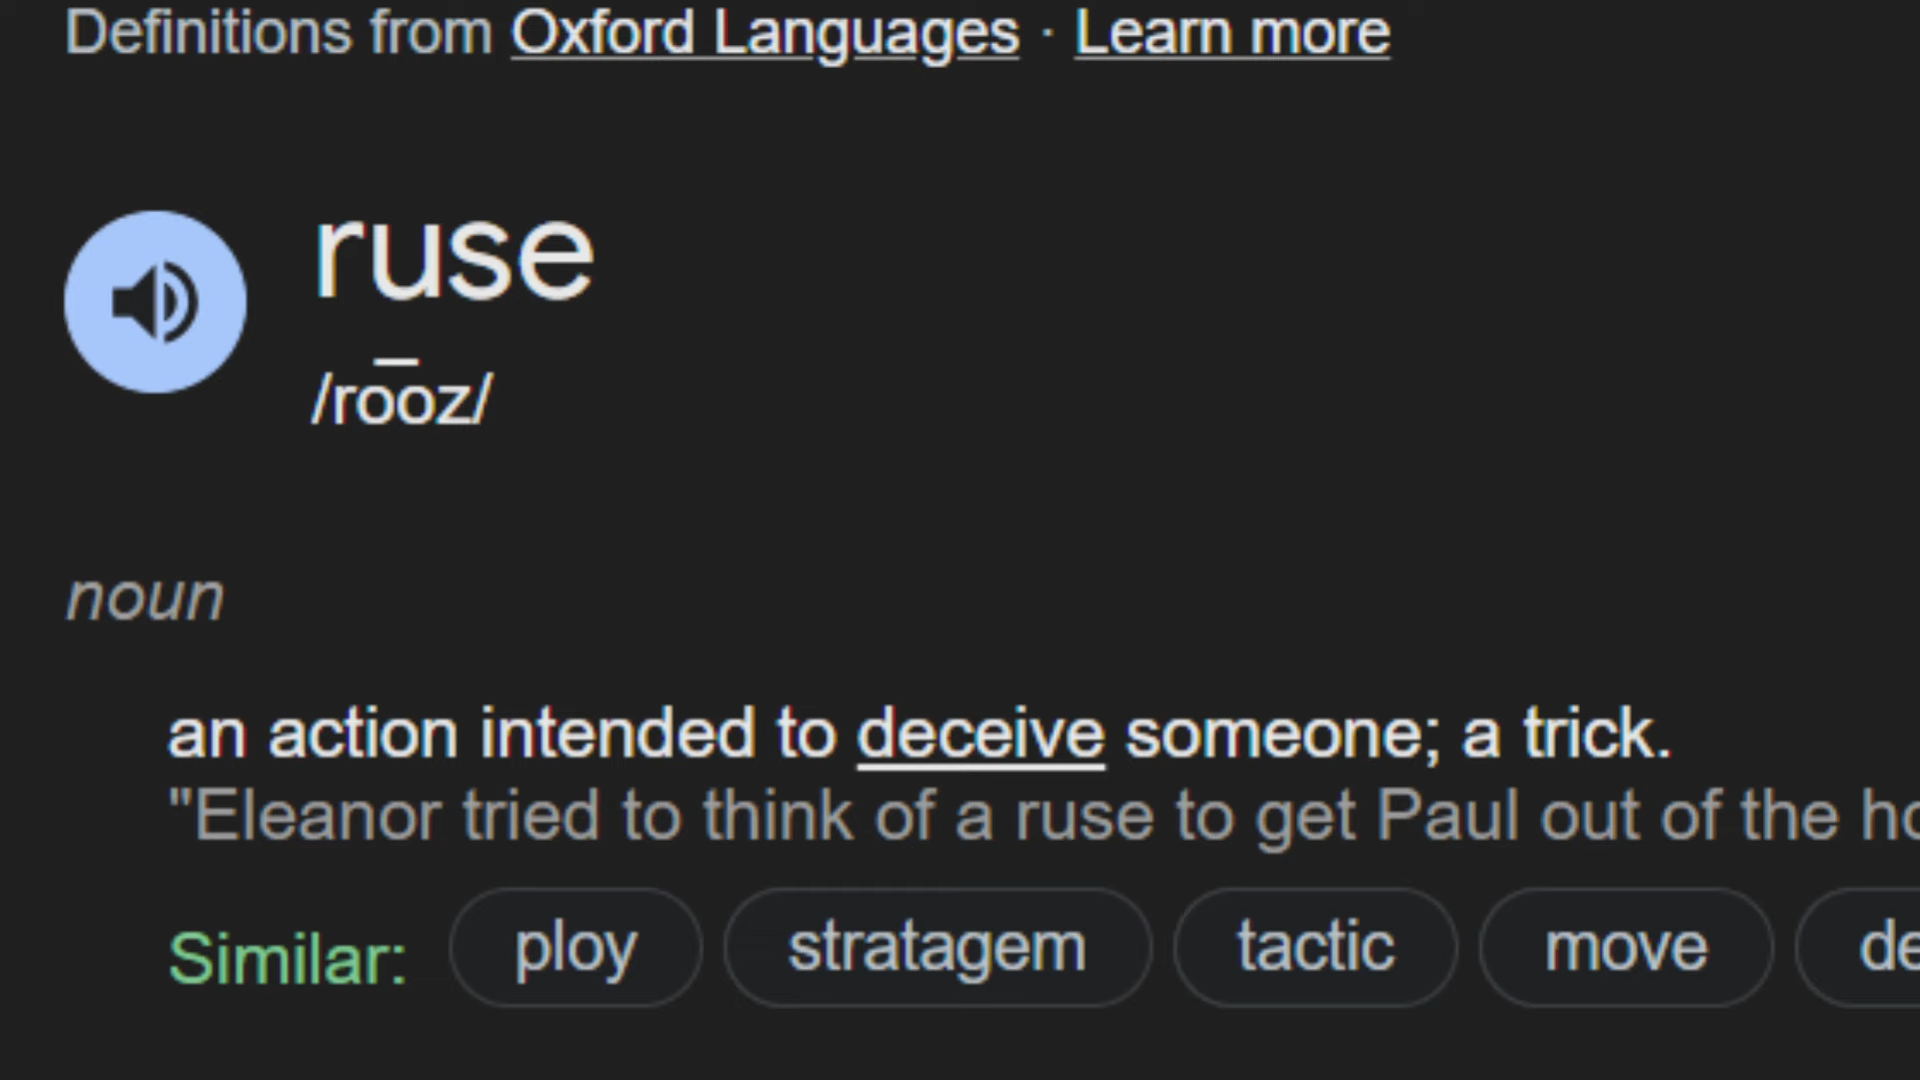 Definitions from Oxford Languages · Learn more
ruse
/ro͞oz/
noun
an action intended to deceive someone; a trick.
"Eleanor tried to think of a ruse to get Paul out of the
Similar: ploy stratagem tactic move